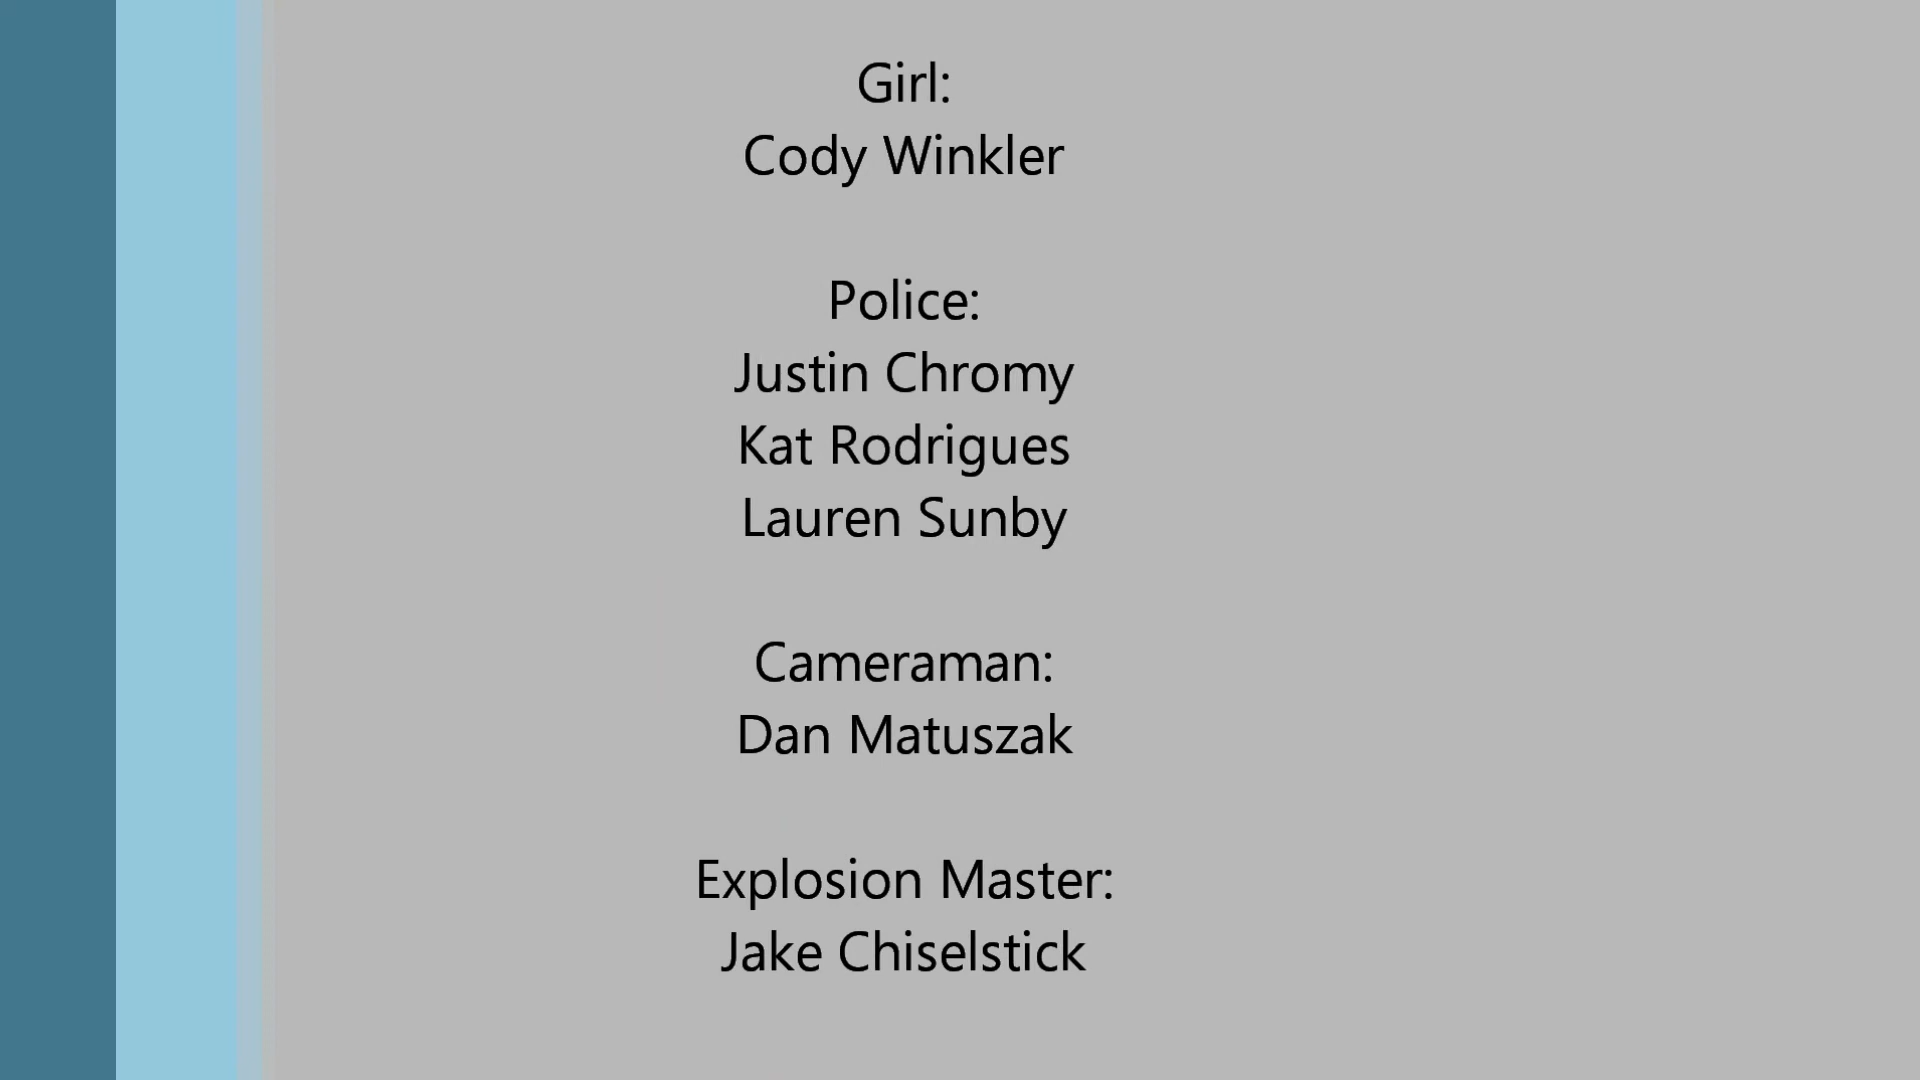 Girl:
Cody Winkler
Police:
Justin Chromy
Kat Rodrigues
Lauren Sunby
Cameraman:
Dan Matuszak
Explosion Master:
Jake Chiselstick